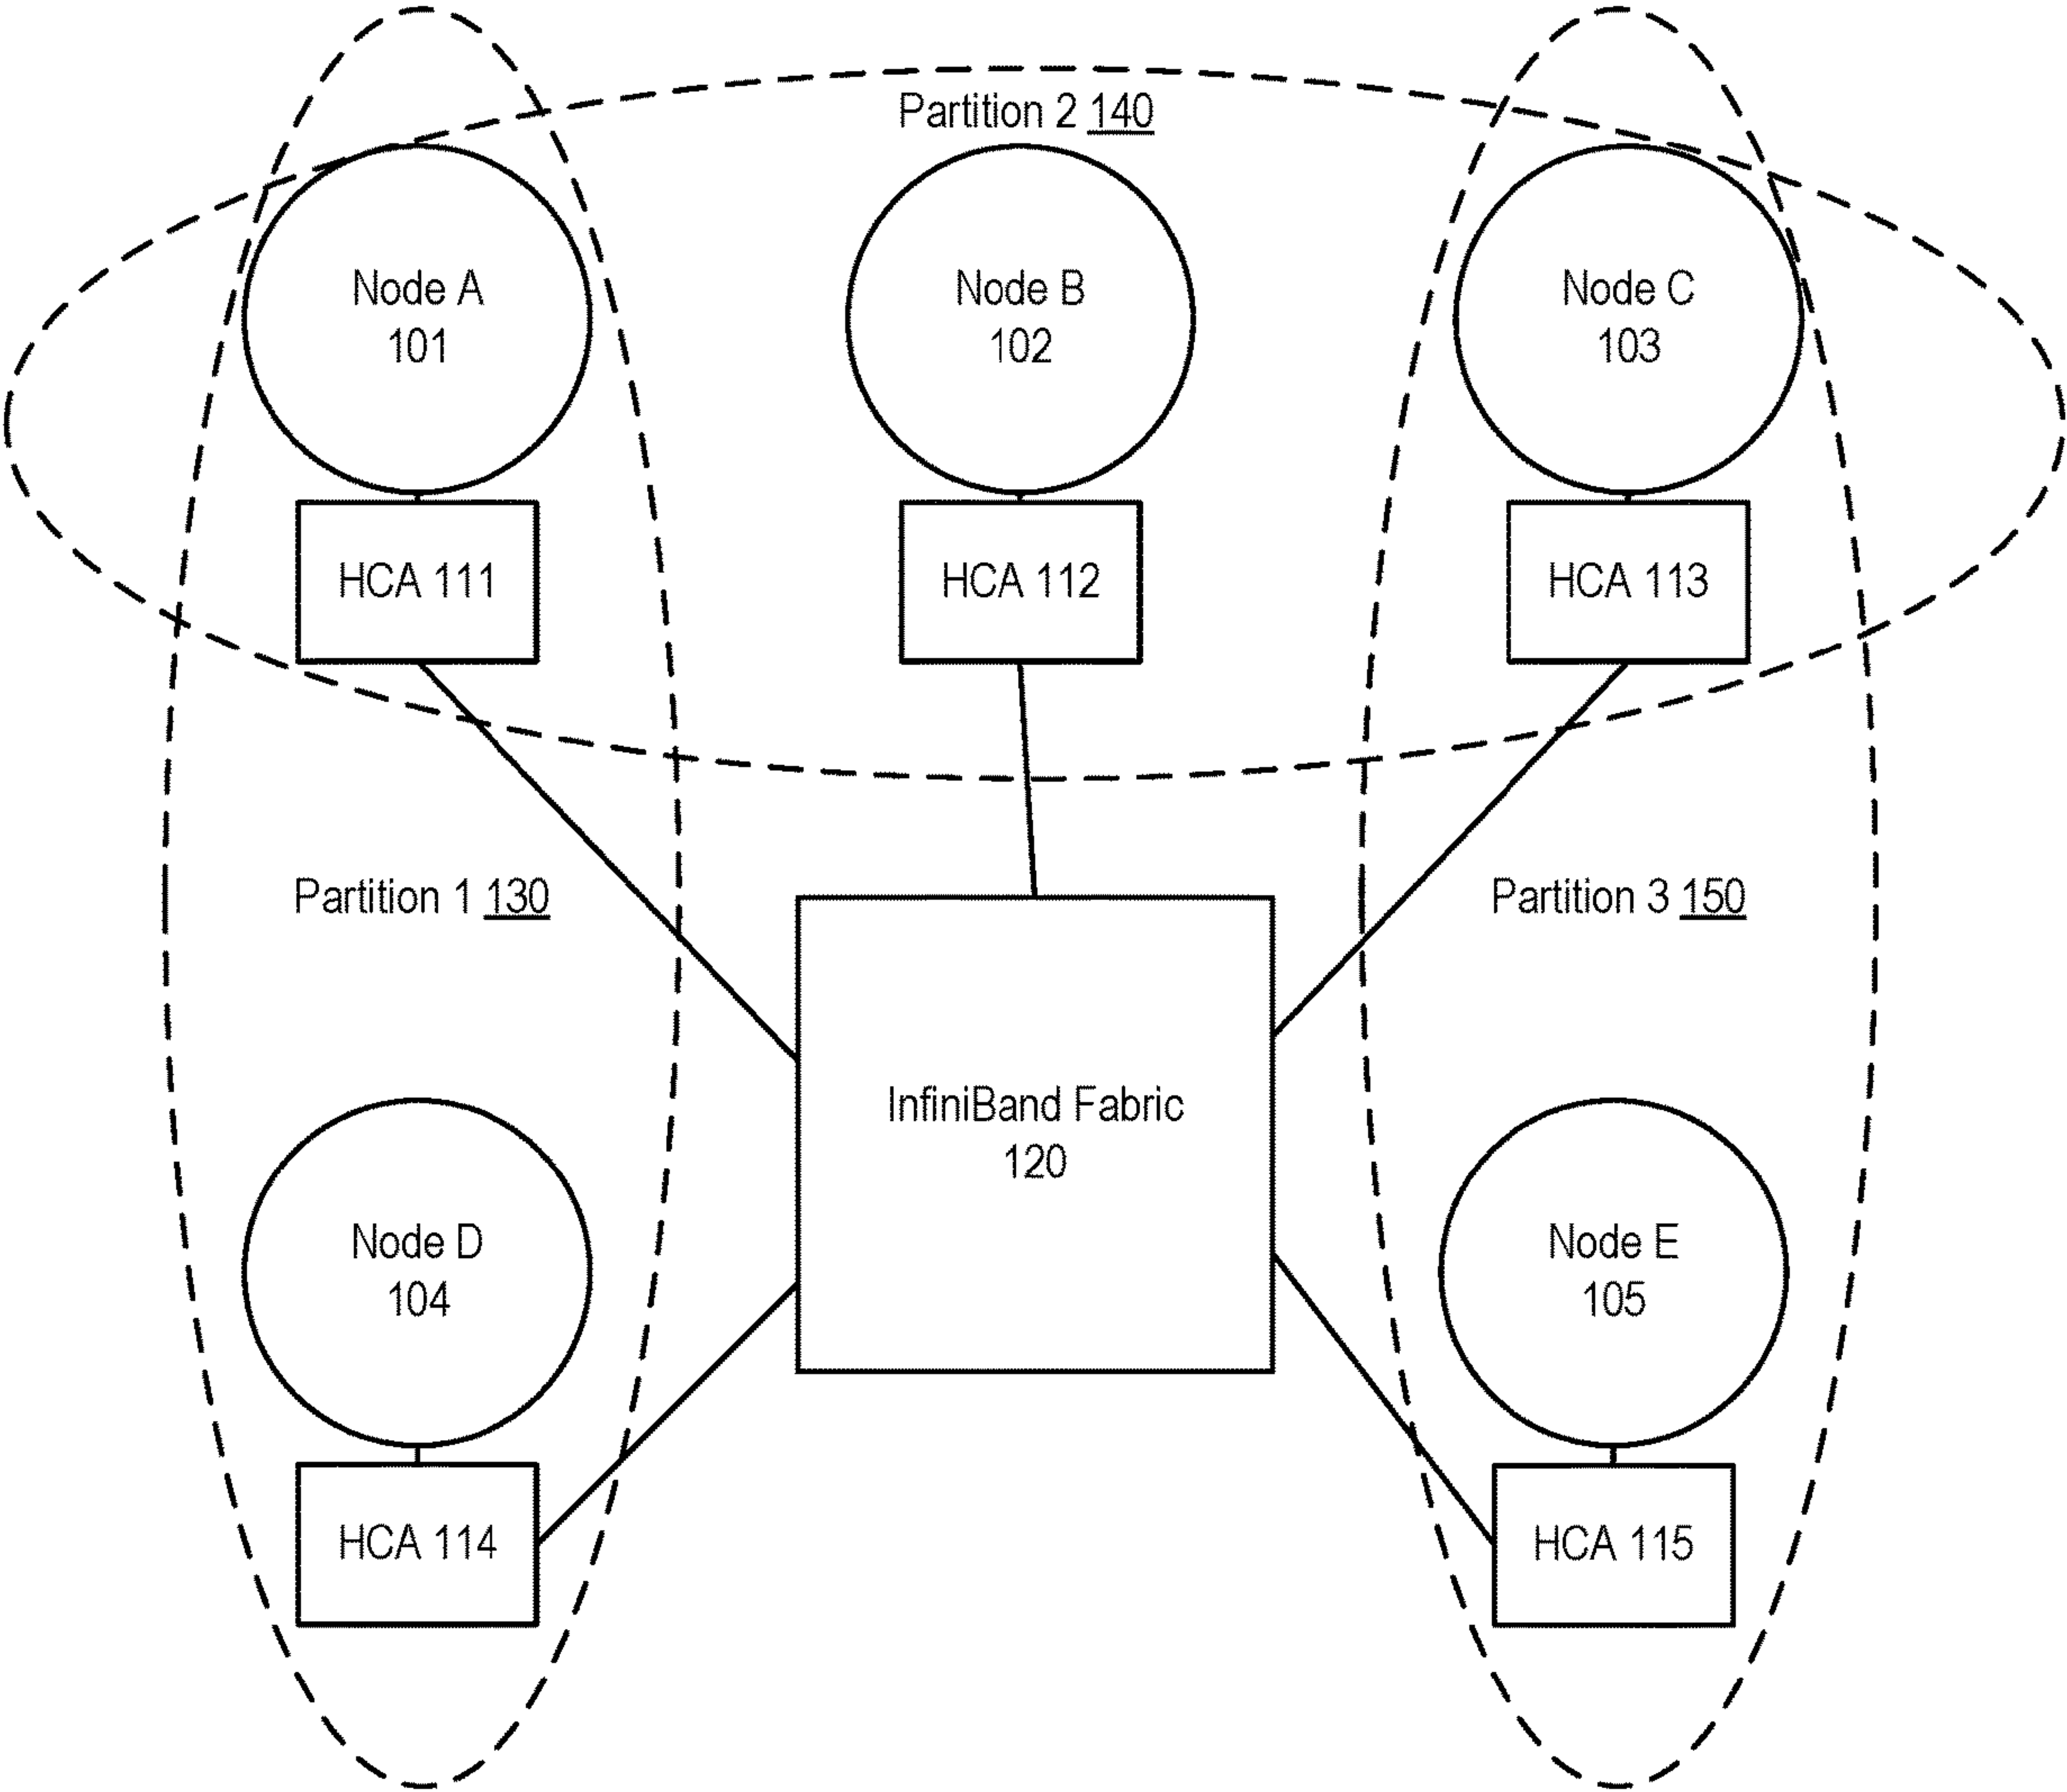 Partition 2 140
Node A
101
Node B
102
Node C
103
HCA 111
HCA 112
HCA 113
Partition 1 130
Partition 3 150
InfiniBand Fabric
120
Node D
104
Node E
105
HCA 114
HCA 115